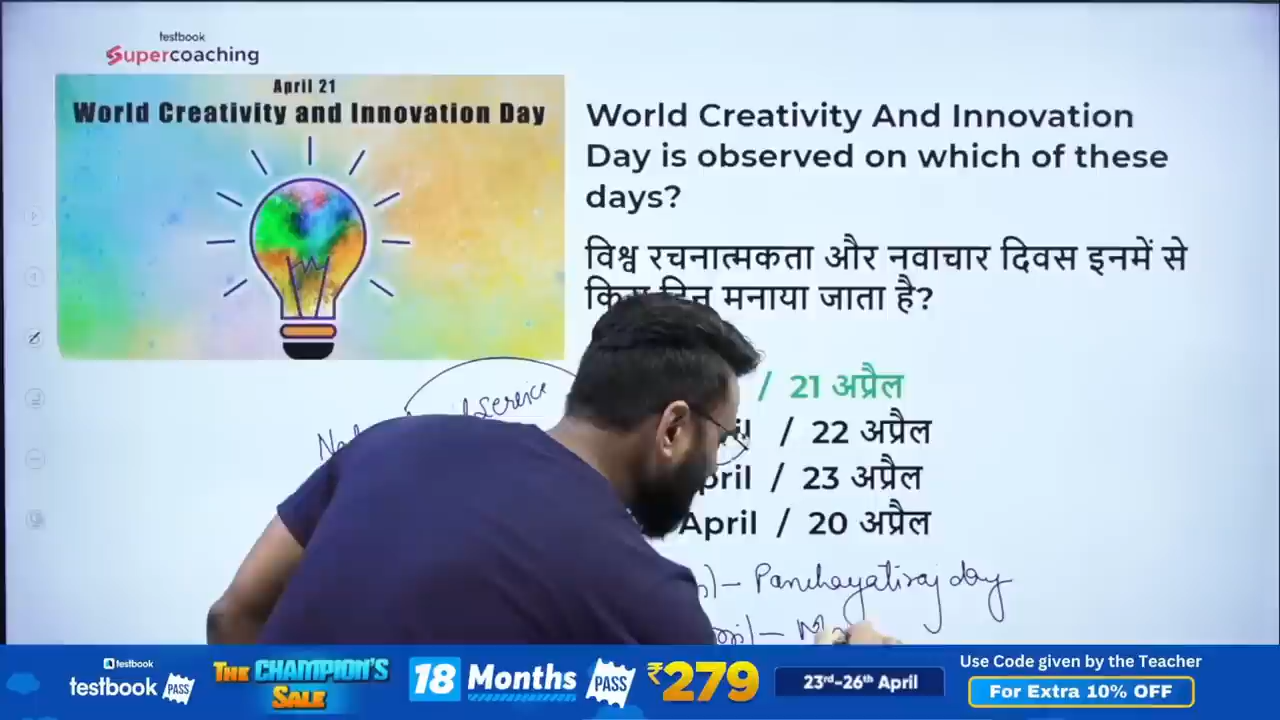 testbook
Supercoaching
April 21
World Creativity and Innovation Day
World Creativity And Innovation
Day is observed on which of these
days?
विश्व रचनात्मकता और नवाचार दिवस इनमें से
मनाया जाता है?
/ 21 अप्रैल
/ 22 अप्रैल
pril / 23 अप्रैल
April / 20 अप्रैल
Service
– Panchayatiraj day
testbook
testbook PASS
THE CHAMPION'S SALE
18 Months PASS ₹279
23rd-26th April
Use Code given by the Teacher
For Extra 10% OFF